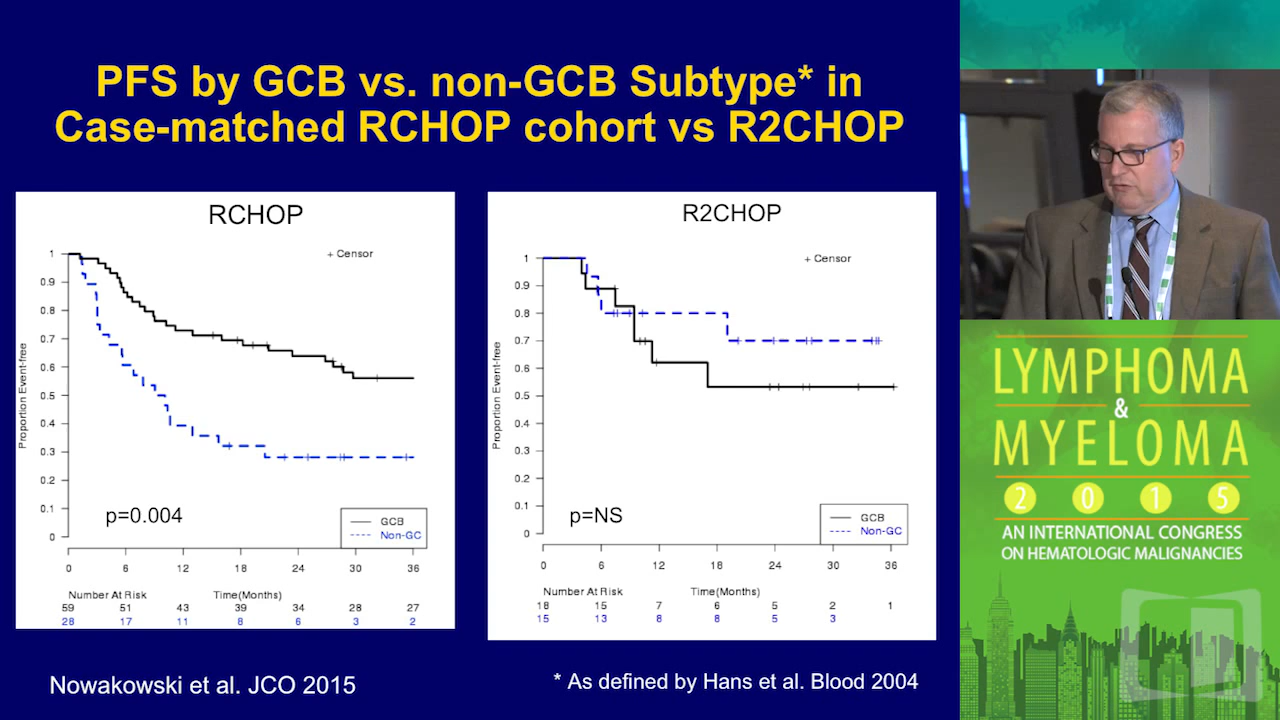 PFS by GCB vs. non-GCB Subtype* in
Case-matched RCHOP cohort vs R2CHOP
RCHOP
+ Censor
1
0.9
0.8
0.7
0.6
0.5
0.4
0.3
0.2
0.1
0
Proportion Event-free
p=0.004
GCB
Non-GC
0 6 12 18 24 30 36
Number At Risk Time(Months)
59 51 43 39 34 28 27
28 17 11 8 6 3 2
R2CHOP
+ Censor
1
0.9
0.8
0.7
0.6
0.5
0.4
0.3
0.2
0.1
0
Proportion Event-free
p=NS
GCB
Non-GC
0 6 12 18 24 30 36
Number At Risk Time(Months)
18 15 7 6 5 2 1
15 13 8 8 5 3
Nowakowski et al. JCO 2015
* As defined by Hans et al. Blood 2004
LYMPHOMA
&
MYELOMA
2 0 1 5
AN INTERNATIONAL CONGRESS
ON HEMATOLOGIC MALIGNANCIES